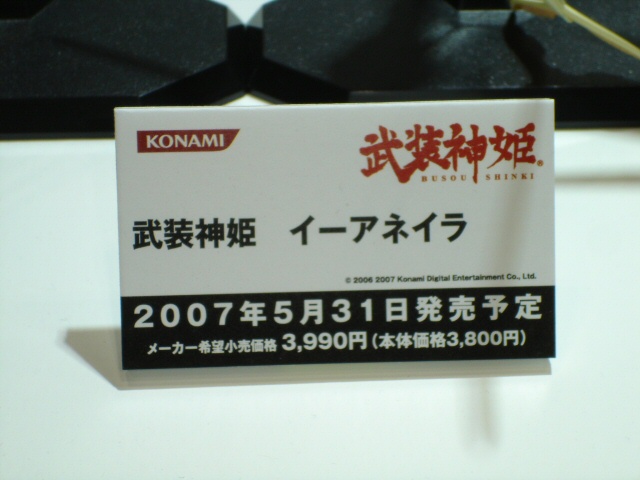 KONAMI
武装神姫®
BUSOU SHINKI
武装神姫 イーアネイラ
© 2006 2007 Konami Digital Entertainment Co., Ltd.
2007年5月31日発売予定
メーカー希望小売価格 3,990円(本体価格3,800円)